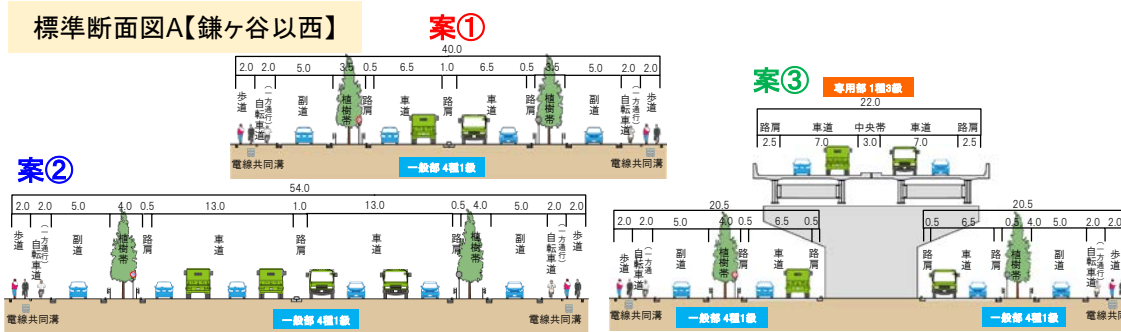 標準断面図A【鎌ヶ谷以西】
案①
40.0
2.0 2.0 5.0 3.5 0.5 6.5 1.0 6.5 0.5 3.5 5.0 2.0 2.0
歩道 自転車道 (一方通行) 副道 植樹帯 路肩 車道 路肩 車道 路肩 植樹帯 副道 (一方通行) 自転車道 歩道
電線共同溝 一般部 4種1級 電線共同溝
案②
54.0
2.0 2.0 5.0 4.0 0.5 13.0 1.0 13.0 0.5 4.0 5.0 2.0 2.0
歩道 自転車道 (一方通行) 副道 植樹帯 路肩 車道 路肩 車道 路肩 植樹帯 副道 (一方通行) 自転車道 歩道
電線共同溝 一般部 4種1級 電線共同溝
案③
専用部 1種3級
22.0
路肩 車道 中央帯 車道 路肩
2.5 7.0 3.0 7.0 2.5
20.5 20.5
2.0 2.0 5.0 4.0 0.5 6.5 0.5 0.5 6.5 0.5 4.0 5.0 2.0 2.0
歩道 自転車道 (一方通 副道 植樹帯 路肩 車道 路肩 路肩 車道 路肩 植樹帯 副道 (一方通行) 自転車道 歩道
電線共同溝 一般部 4種1級 一般部 4種1級 電線共同